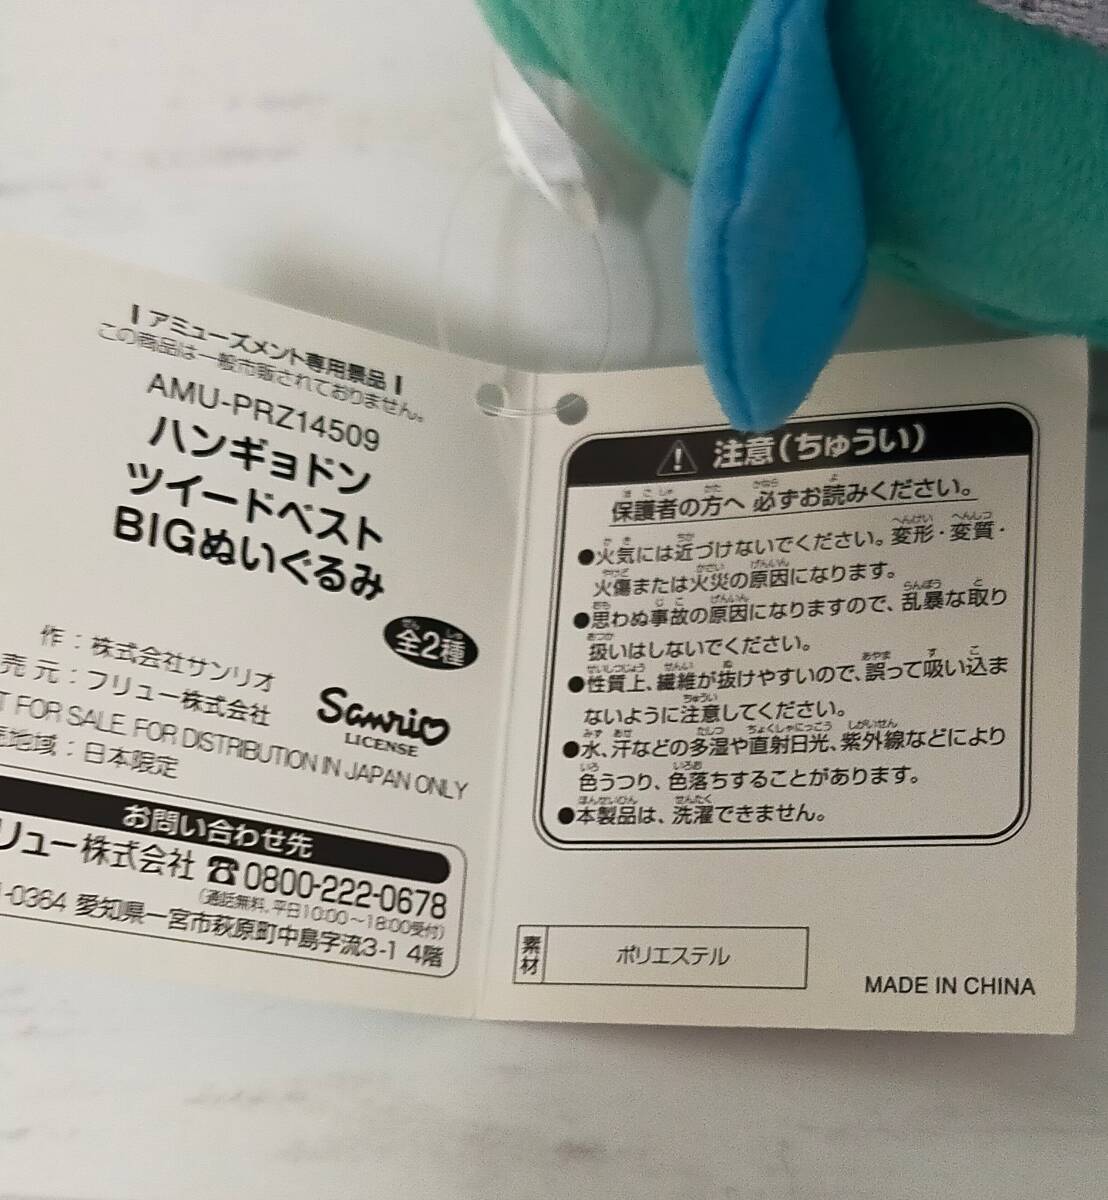 アミューズメント専用景品
この商品は一般市販されておりません。
AMU-PRZ14509
ハンギョドン
ツイードベスト
BIGぬいぐるみ
全2種
作：株式会社サンリオ
売元：フリュー株式会社
Sanrio
LICENSE
FOR SALE. FOR DISTRIBUTION IN JAPAN ONLY
地域：日本限定
お問い合わせ先
リュー株式会社 ☎0800-222-0678
（通話無料。平日10:00～18:00受付）
-0364 愛知県一宮市萩原町中島字流3-1 4階
注意（ちゅうい）
保護者の方へ 必ずお読みください。
●火気には近づけないでください。変形・変質・
火傷または火災の原因になります。
●思わぬ事故の原因になりますので、乱暴な取り
扱いはしないでください。
●性質上、繊維が抜けやすいので、誤って吸い込ま
ないように注意してください。
●水、汗などの多湿や直射日光、紫外線などにより
色うつり、色落ちすることがあります。
●本製品は、洗濯できません。
素材 ポリエステル
MADE IN CHINA